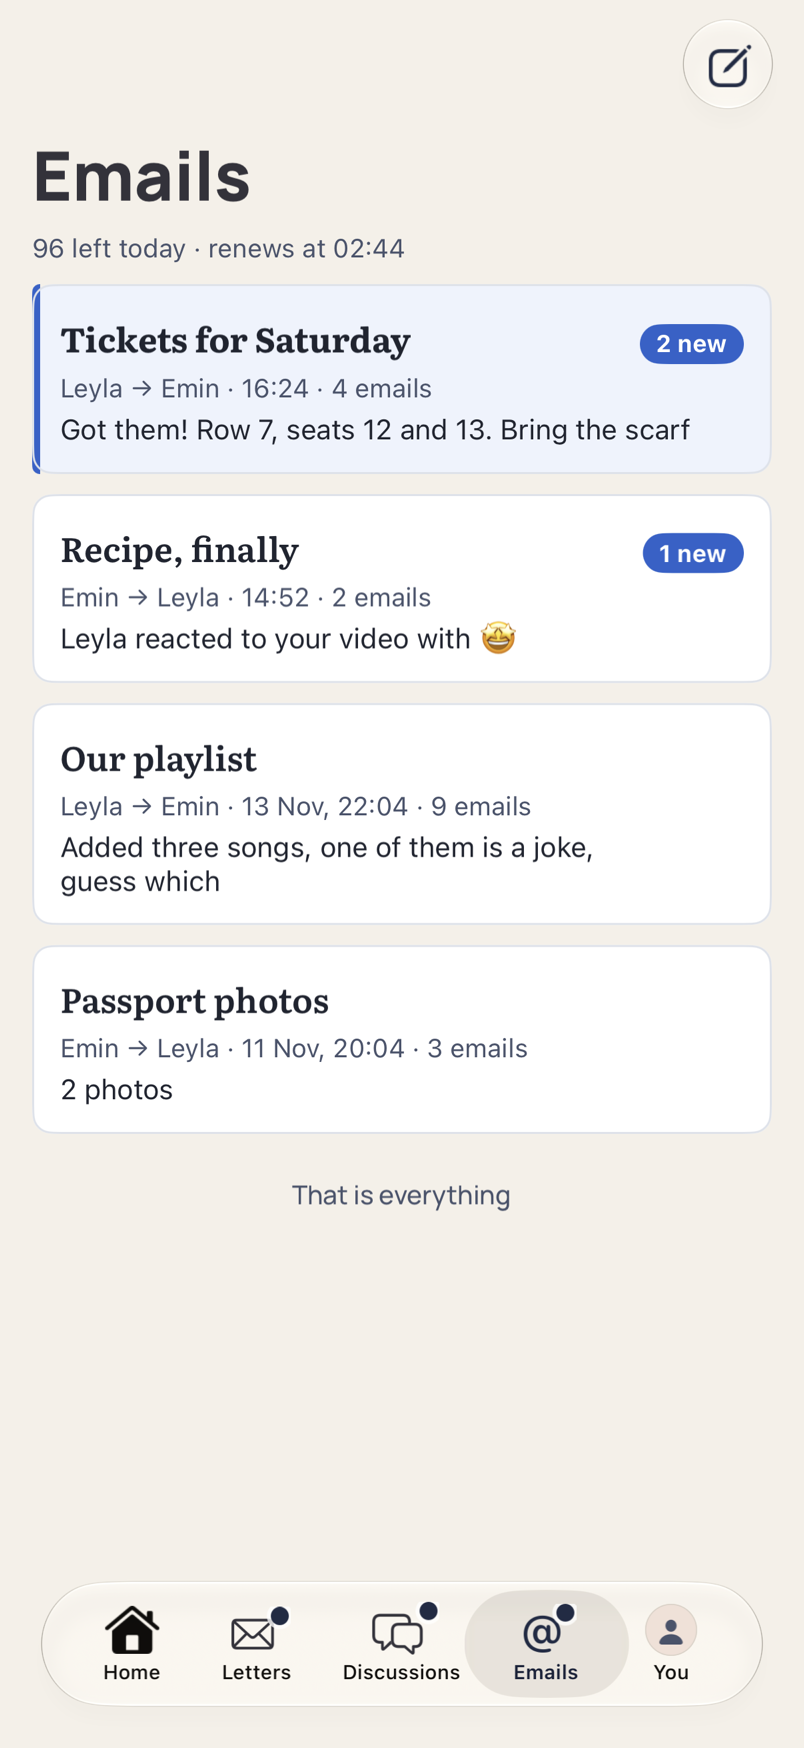 Emails
96 left today · renews at 02:44
Tickets for Saturday
2 new
Leyla → Emin · 16:24 · 4 emails
Got them! Row 7, seats 12 and 13. Bring the scarf
Recipe, finally
1 new
Emin → Leyla · 14:52 · 2 emails
Leyla reacted to your video with 🤩
Our playlist
Leyla → Emin · 13 Nov, 22:04 · 9 emails
Added three songs, one of them is a joke,
guess which
Passport photos
Emin → Leyla · 11 Nov, 20:04 · 3 emails
2 photos
That is everything
Home
Letters
Discussions
Emails
You